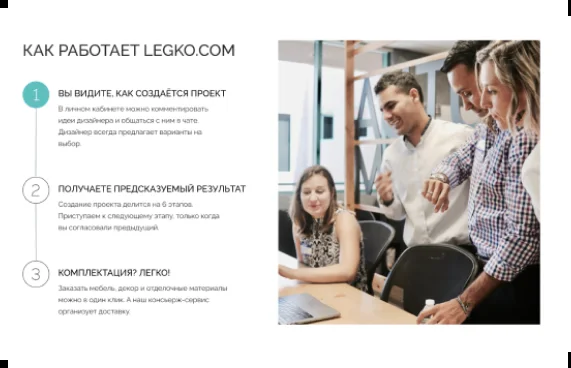 КАК РАБОТАЕТ LEGKO.COM
1
ВЫ ВИДИТЕ, КАК СОЗДАЁТСЯ ПРОЕКТ
В личном кабинете можно комментировать
идеи дизайнера и общаться с ним в чате.
Дизайнер всегда предлагает варианты на
выбор.
2
ПОЛУЧАЕТЕ ПРЕДСКАЗУЕМЫЙ РЕЗУЛЬТАТ
Создание проекта делится на 6 этапов.
Приступаем к следующему этапу, только когда
вы согласовали предыдущий.
3
КОМПЛЕКТАЦИЯ? ЛЕГКО!
Заказать мебель, декор и отделочные материалы
можно в один клик. А наш консьерж-сервис
организует доставку.